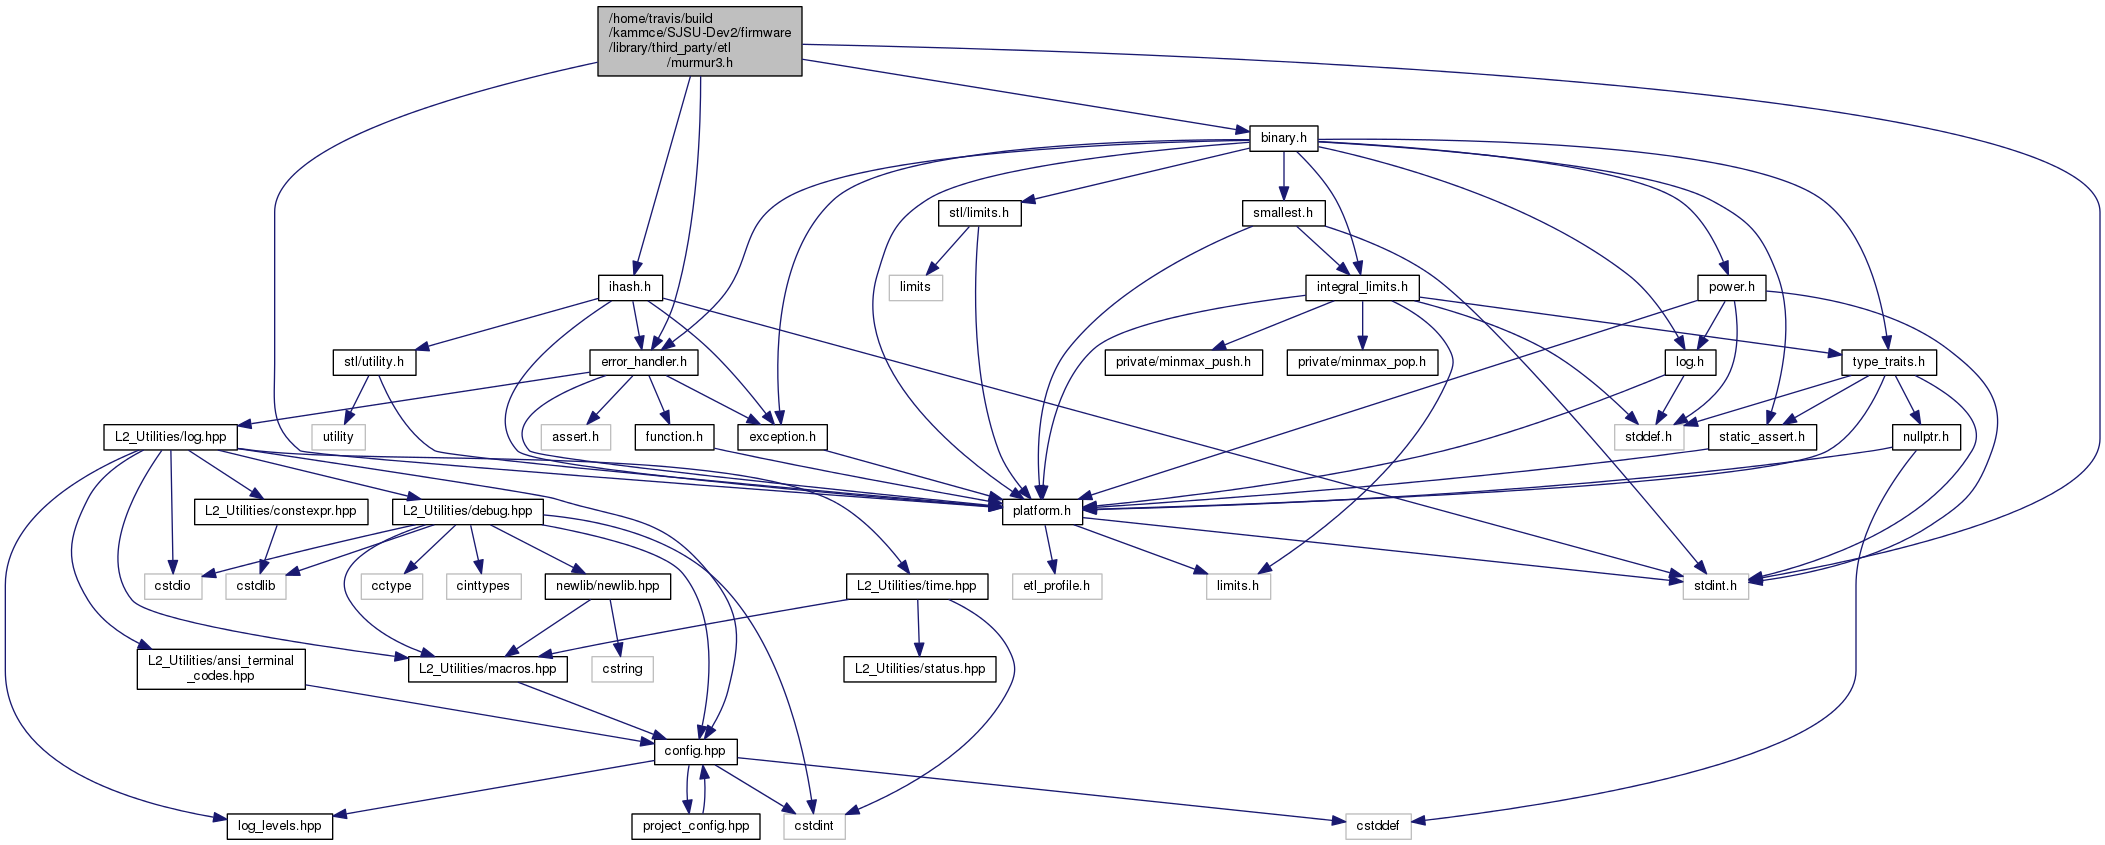 /home/travis/build
/kammce/SJSU-Dev2/firmware
/library/third_party/etl
/murmur3.h
binary.h
stl/limits.h
smallest.h
ihash.h
limits
integral_limits.h
power.h
stl/utility.h
error_handler.h
private/minmax_push.h
private/minmax_pop.h
log.h
type_traits.h
L2_Utilities/log.hpp
utility
assert.h
function.h
exception.h
stddef.h
static_assert.h
nullptr.h
L2_Utilities/constexpr.hpp
L2_Utilities/debug.hpp
platform.h
cstdio
cstdlib
cctype
cinttypes
newlib/newlib.hpp
L2_Utilities/time.hpp
etl_profile.h
limits.h
stdint.h
L2_Utilities/ansi_terminal
_codes.hpp
L2_Utilities/macros.hpp
cstring
L2_Utilities/status.hpp
config.hpp
log_levels.hpp
project_config.hpp
cstdint
cstddef